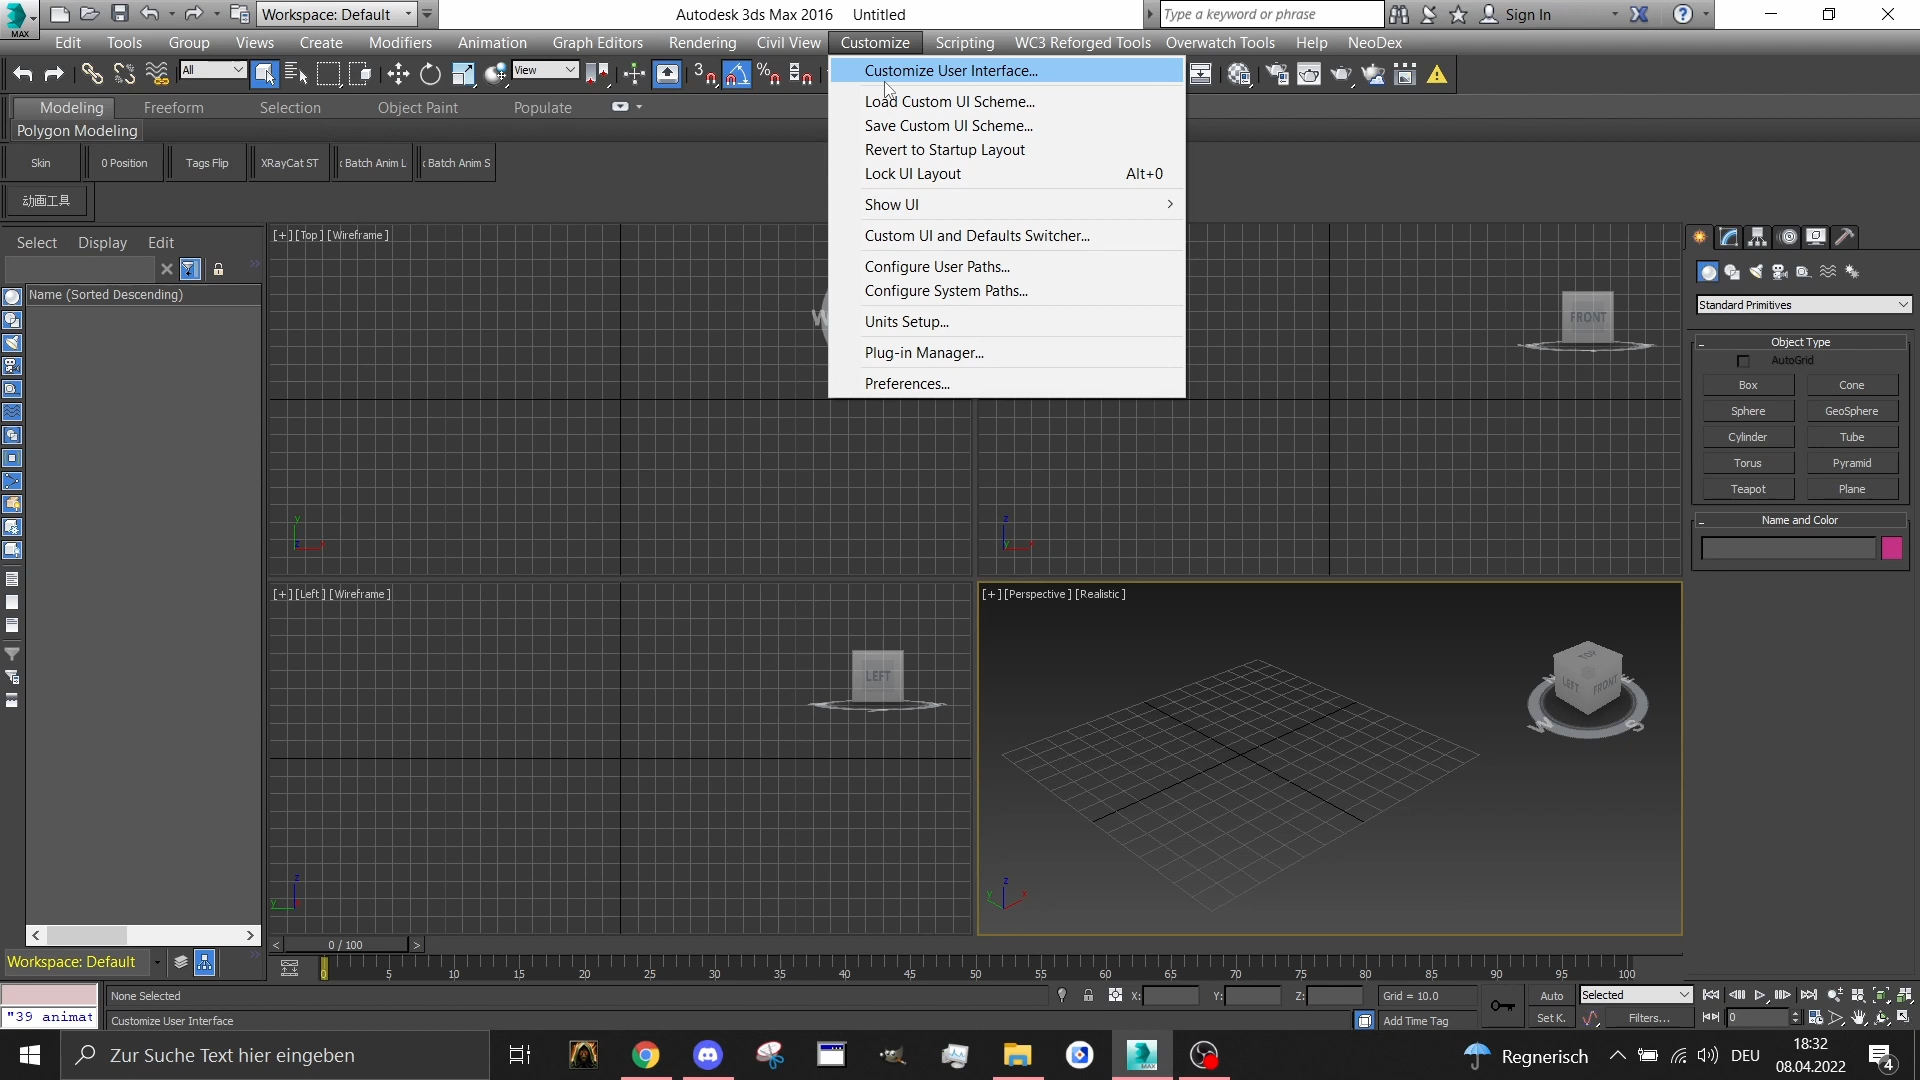 Workspace: Default
Autodesk 3ds Max 2016 Untitled
Type a keyword or phrase
Sign In
MAX
Edit Tools Group Views Create Modifiers Animation Graph Editors Rendering Civil View Customize Scripting WC3 Reforged Tools Overwatch Tools Help NeoDex
All
View
3
%
Modeling Freeform Selection Object Paint Populate
Polygon Modeling
Skin 0 Position Tags Flip XRayCat ST : Batch Anim L : Batch Anim S
动画工具
Customize User Interface...
Load Custom UI Scheme...
Save Custom UI Scheme...
Revert to Startup Layout
Lock UI Layout Alt+0
Show UI
Custom UI and Defaults Switcher...
Configure User Paths...
Configure System Paths...
Units Setup...
Plug-in Manager...
Preferences...
Select Display Edit
Name (Sorted Descending)
[+] [Top] [Wireframe]
W
FRONT
y
z
x
z
y
x
[+] [Left] [Wireframe]
LEFT
z
y
[+] [Perspective] [Realistic]
TOP
LEFT FRONT
W S
z
y x
Standard Primitives
Object Type
AutoGrid
Box Cone
Sphere GeoSphere
Cylinder Tube
Torus Pyramid
Teapot Plane
Name and Color
< 0 / 100 >
Workspace: Default
0 5 10 15 20 25 30 35 40 45 50 55 60 65 70 75 80 85 90 95 100
None Selected
X: Y: Z:
Grid = 10.0
Auto
Selected
"39 animat
Customize User Interface
Add Time Tag
Set K.
Filters...
0
Zur Suche Text hier eingeben
MAX
Regnerisch
DEU
18:32
08.04.2022
4